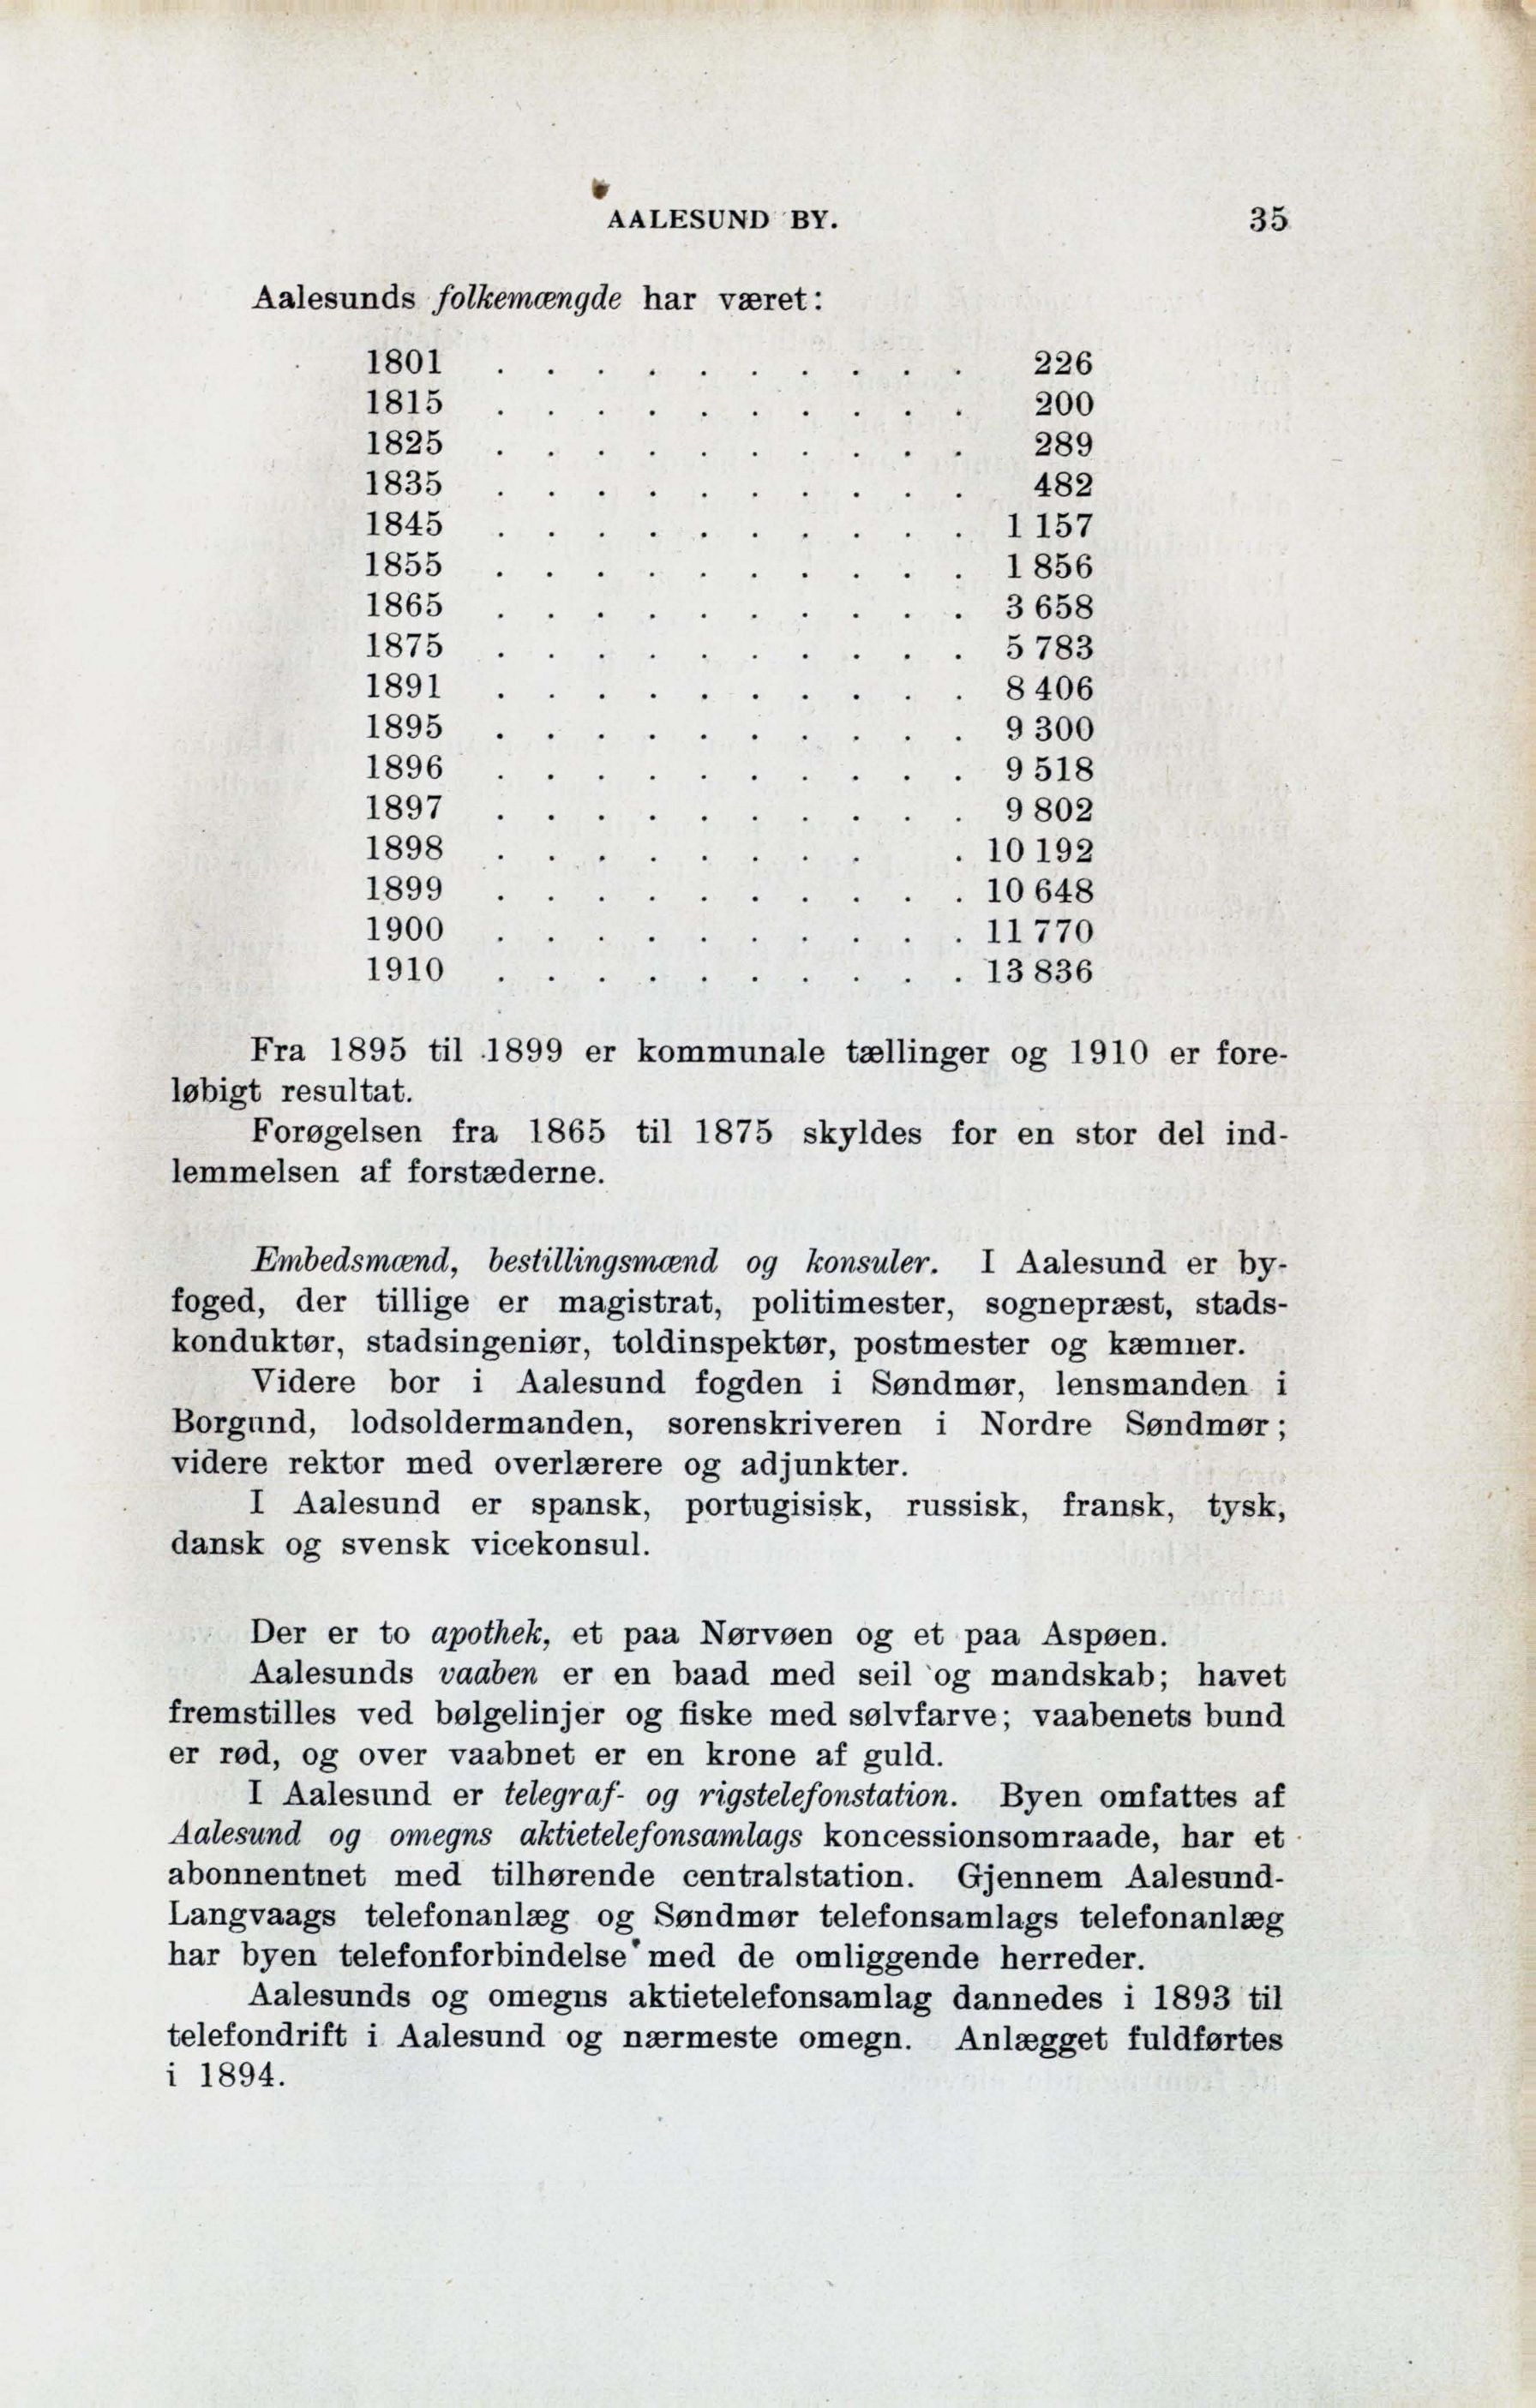 AALESUND BY. 35
Aalesunds folkemængde har været:
1801 . . . . . . . . . . 226
1815 . . . . . . . . . . 200
1825 . . . . . . . . . . 289
1835 . . . . . . . . . . 482
1845 . . . . . . . . . . 1 157
1855 . . . . . . . . . . 1 856
1865 . . . . . . . . . . 3 658
1875 . . . . . . . . . . 5 783
1891 . . . . . . . . . . 8 406
1895 . . . . . . . . . . 9 300
1896 . . . . . . . . . . 9 518
1897 . . . . . . . . . . 9 802
1898 . . . . . . . . . 10 192
1899 . . . . . . . . . . 10 648
1900 . . . . . . . . . . 11 770
1910 . . . . . . . . . . 13 836
Fra 1895 til 1899 er kommunale tællinger og 1910 er fore-
løbigt resultat.
Forøgelsen fra 1865 til 1875 skyldes for en stor del ind-
lemmelsen af forstæderne.
Embedsmænd, bestillingsmænd og konsuler. I Aalesund er by-
foged, der tillige er magistrat, politimester, sognepræst, stads-
konduktør, stadsingeniør, toldinspektør, postmester og kæmner.
Videre bor i Aalesund fogden i Søndmør, lensmanden i
Borgund, lodsoldermanden, sorenskriveren i Nordre Søndmør;
videre rektor med overlærere og adjunkter.
I Aalesund er spansk, portugisisk, russisk, fransk, tysk,
dansk og svensk vicekonsul.
Der er to apothek, et paa Nørvøen og et paa Aspøen.
Aalesunds vaaben er en baad med seil og mandskab; havet
fremstilles ved bølgelinjer og fiske med sølvfarve; vaabenets bund
er rød, og over vaabnet er en krone af guld.
I Aalesund er telegraf- og rigstelefonstation. Byen omfattes af
Aalesund og omegns aktietelefonsamlags koncessionsomraade, har et
abonnentnet med tilhørende centralstation. Gjennem Aalesund-
Langvaags telefonanlæg og Søndmør telefonsamlags telefonanlæg
har byen telefonforbindelse med de omliggende herreder.
Aalesunds og omegns aktietelefonsamlag dannedes i 1893 til
telefondrift i Aalesund og nærmeste omegn. Anlægget fuldførtes
i 1894.